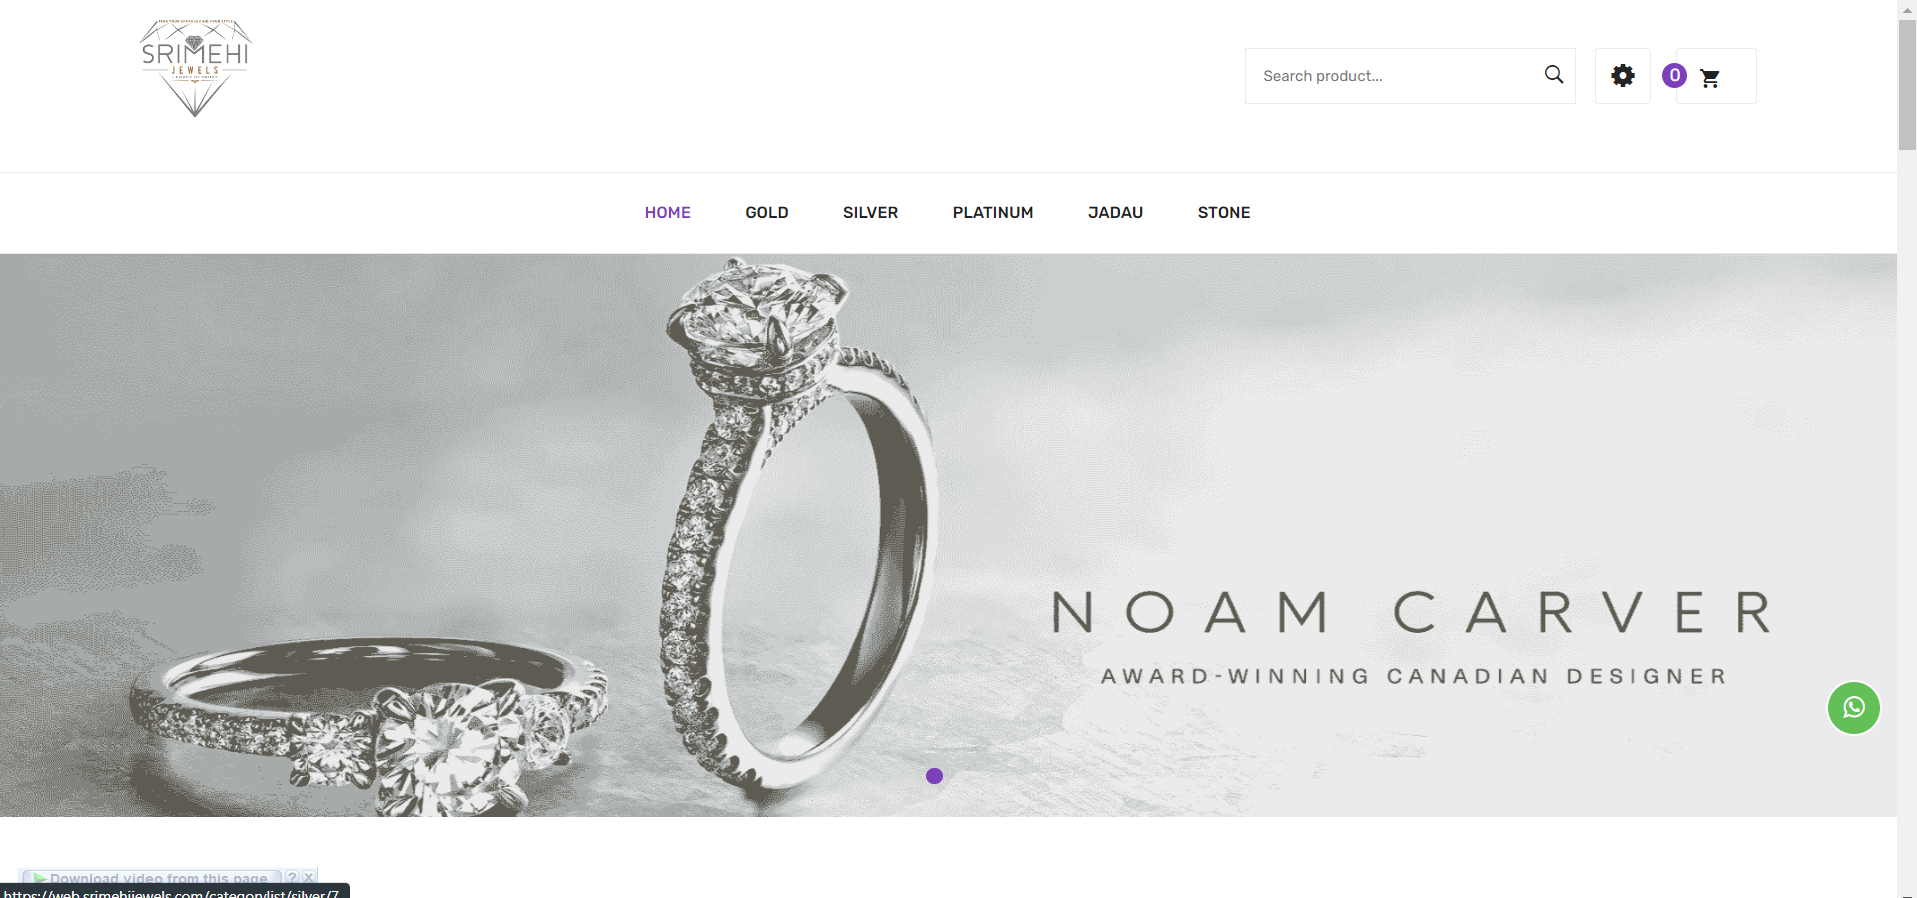 SRIMEHI
JEWELS
Search product...
0
HOME GOLD SILVER PLATINUM JADAU STONE
NOAM CARVER
AWARD-WINNING CANADIAN DESIGNER
Download video from this page ? X
https://web.srimehijewels.com/categorylist/silver/7